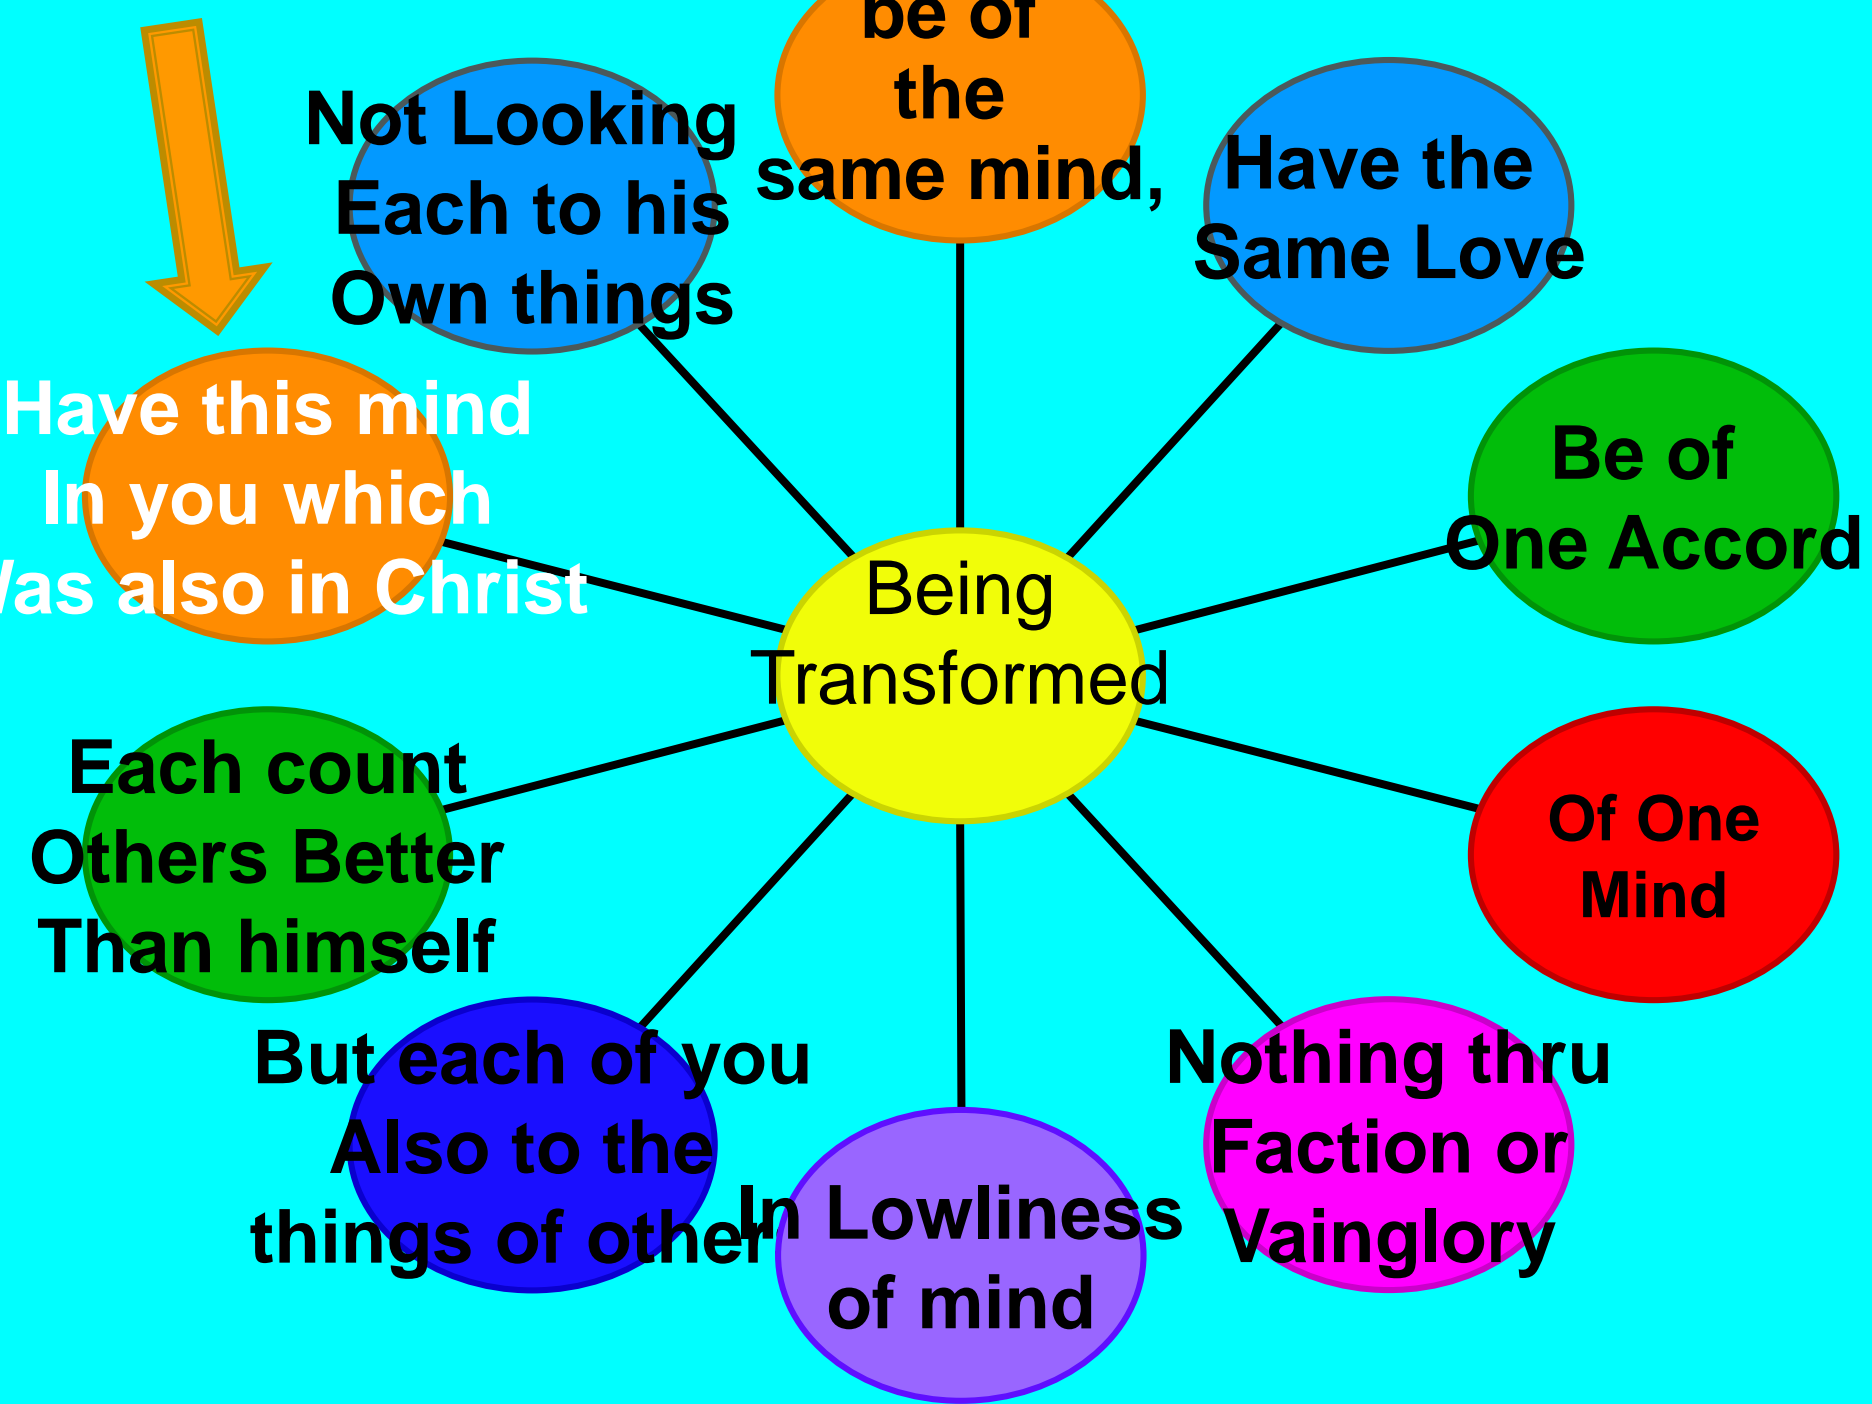 be of
the
same mind,
Have the
Same Love
Be of
One Accord
Of One
Mind
Nothing thru
Faction or
Vainglory
In Lowliness
of mind
But each of you
Also to the
things of other
Each count
Others Better
Than himself
Have this mind
In you which
Was also in Christ
Not Looking
Each to his
Own things
Being
Transformed